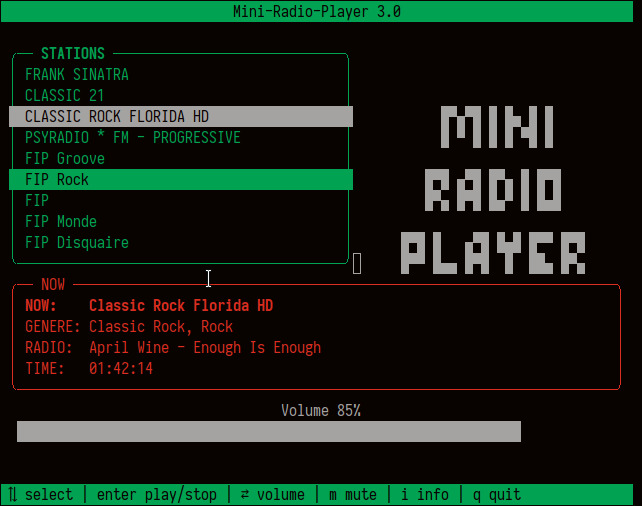 Mini-Radio-Player 3.0
STATIONS
FRANK SINATRA
CLASSIC 21
CLASSIC ROCK FLORIDA HD
PSYRADIO * FM - PROGRESSIVE
FIP Groove
FIP Rock
FIP
FIP Monde
FIP Disquaire
MINI
RADIO
PLAYER
NOW
NOW: Classic Rock Florida HD
GENERE: Classic Rock, Rock
RADIO: April Wine - Enough Is Enough
TIME: 01:42:14
Volume 85%
⇅ select | enter play/stop | ⇄ volume | m mute | i info | q quit